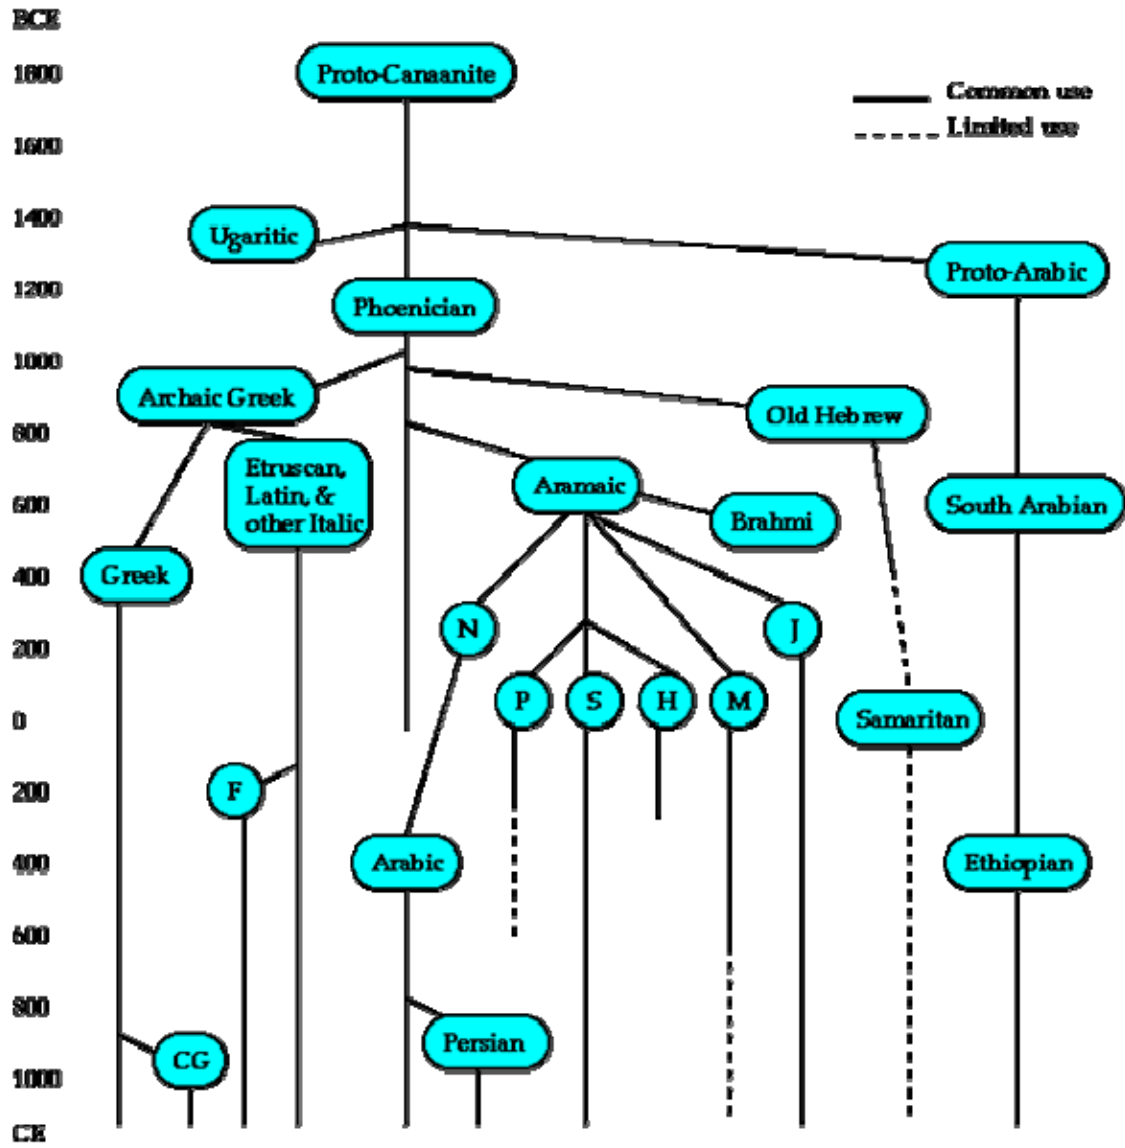 BCE
1800
Proto-Canaanite
Common use
Limited use
1600
1400
Ugaritic
Proto-Arabic
1200
Phoenician
1000
Archaic Greek
Old Hebrew
800
Etruscan,
Latin, &
other Italic
Aramaic
600
Brahmi
South Arabian
400
Greek
N
J
200
P
S
H
M
0
Samaritan
200
F
400
Arabic
Ethiopian
600
800
Persian
CG
1000
CE